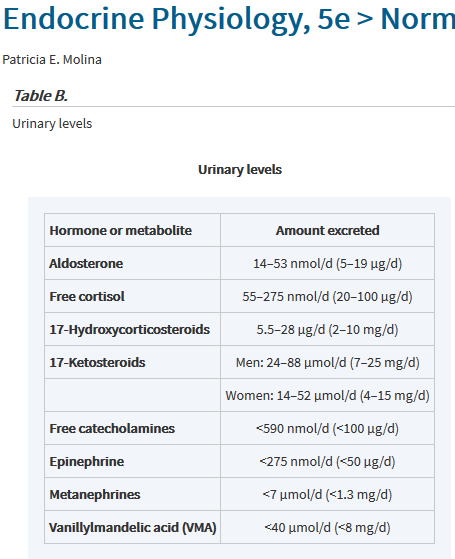 Endocrine Physiology, 5e > Norm
Patricia E. Molina
Table B.
Urinary levels
Urinary levels
Hormone or metabolite Amount excreted
Aldosterone 14–53 nmol/d (5–19 μg/d)
Free cortisol 55–275 nmol/d (20–100 μg/d)
17-Hydroxycorticosteroids 5.5–28 μg/d (2–10 mg/d)
17-Ketosteroids Men: 24–88 μmol/d (7–25 mg/d)
Women: 14–52 μmol/d (4–15 mg/d)
Free catecholamines <590 nmol/d (<100 μg/d)
Epinephrine <275 nmol/d (<50 μg/d)
Metanephrines <7 μmol/d (<1.3 mg/d)
Vanillylmandelic acid (VMA) <40 μmol/d (<8 mg/d)